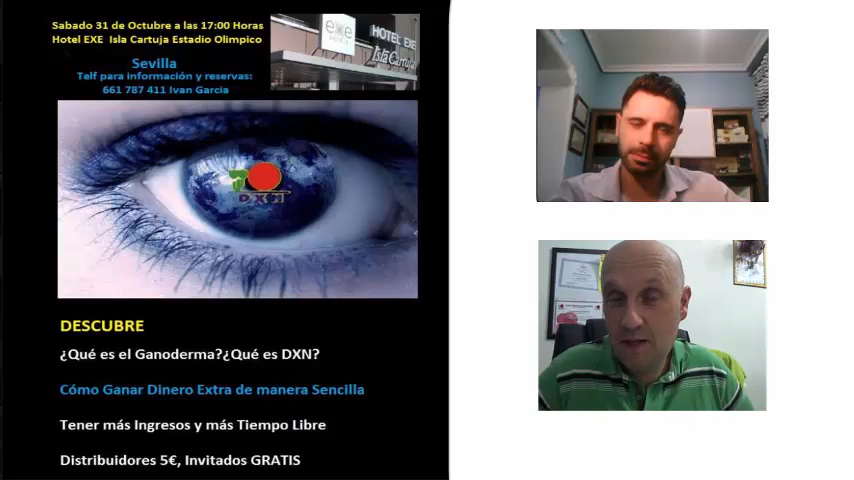 Sabado 31 de Octubre a las 17:00 Horas
Hotel EXE Isla Cartuja Estadio Olimpico
Sevilla
Telf para información y reservas:
661 787 411 Ivan García
exe
HOTELES
HOTEL EXE
Isla Cartuja
DXN
DESCUBRE
¿Qué es el Ganoderma?¿Qué es DXN?
Cómo Ganar Dinero Extra de manera Sencilla
Tener más Ingresos y más Tiempo Libre
Distribuidores 5€, Invitados GRATIS